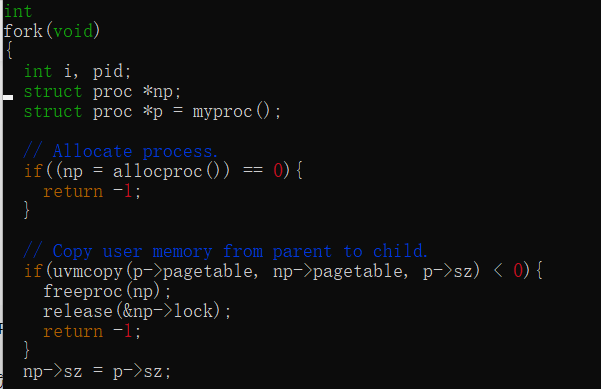 int
fork(void)
{
  int i, pid;
  struct proc *np;
  struct proc *p = myproc();

  // Allocate process.
  if((np = allocproc()) == 0){
    return -1;
  }

  // Copy user memory from parent to child.
  if(uvmcopy(p->pagetable, np->pagetable, p->sz) < 0){
    freeproc(np);
    release(&np->lock);
    return -1;
  }
  np->sz = p->sz;